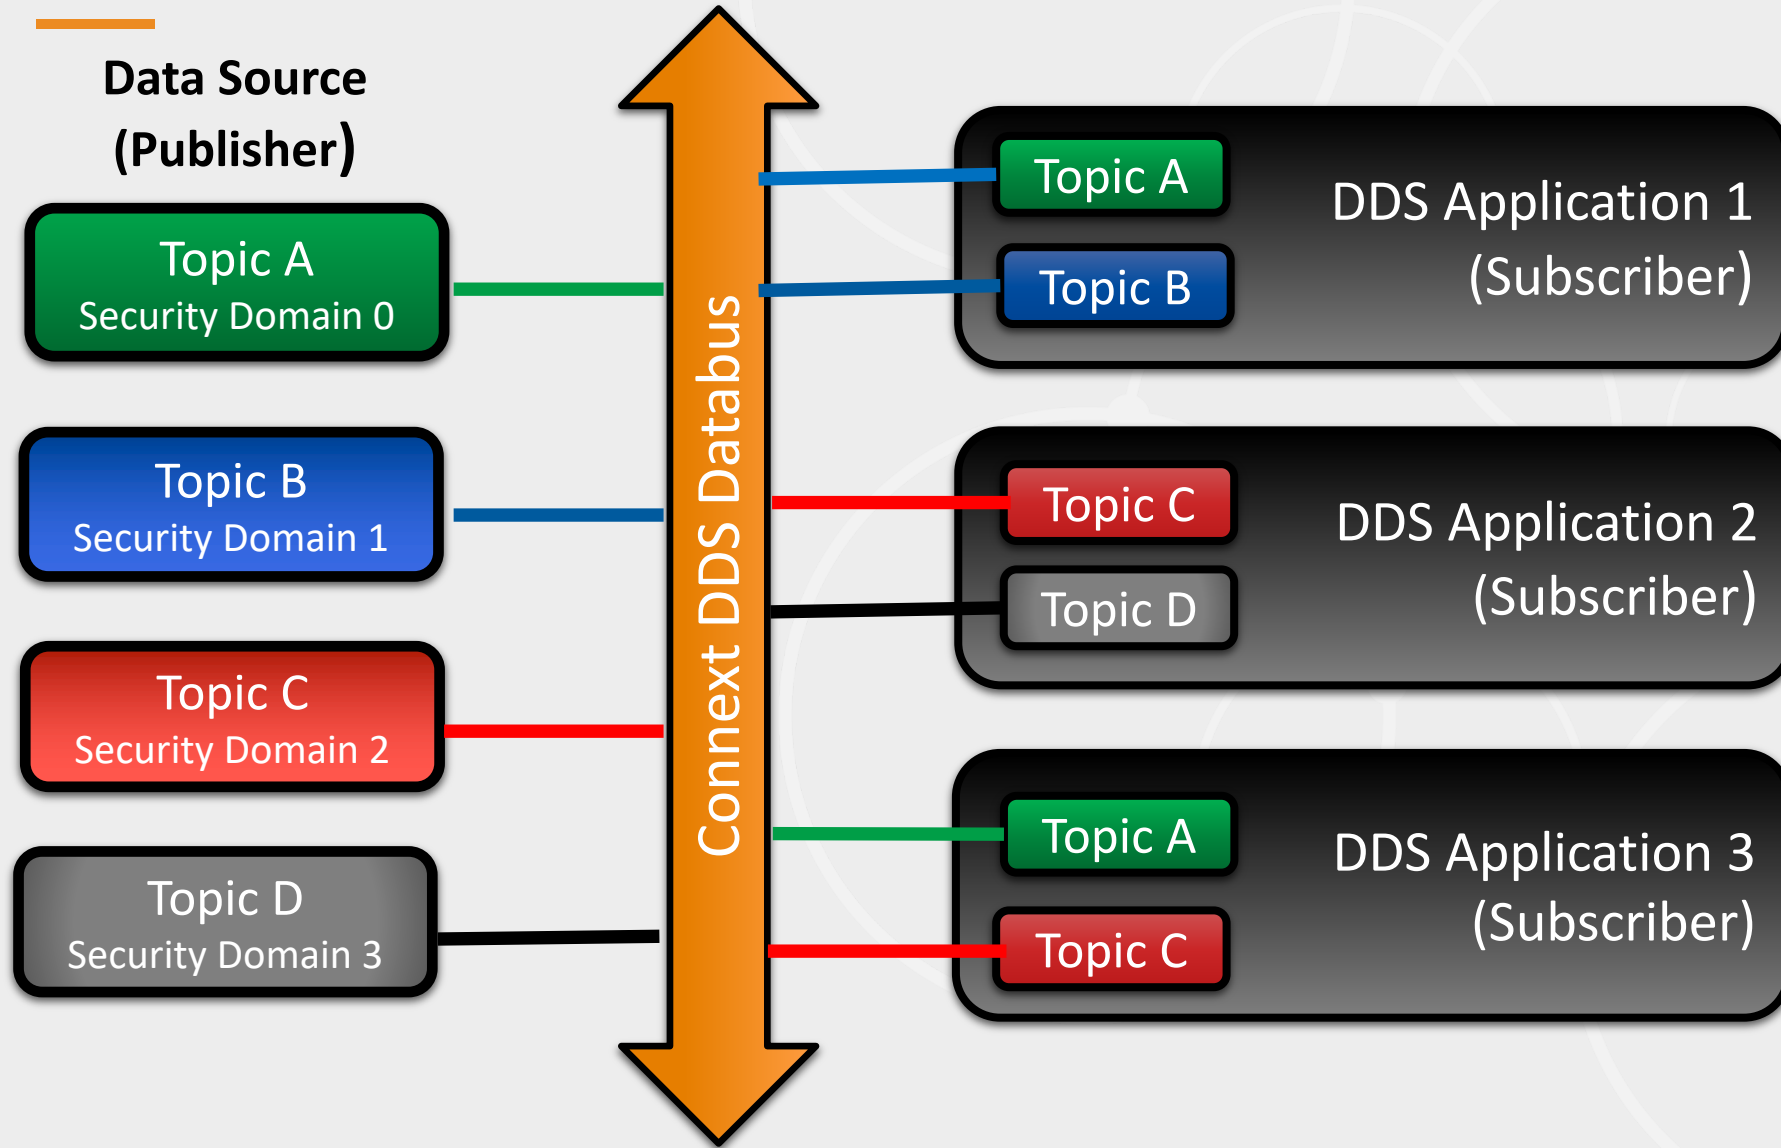 Data Source
(Publisher)
Topic A
Security Domain 0
Topic B
Security Domain 1
Topic C
Security Domain 2
Topic D
Security Domain 3
Connext DDS Databus
Topic A
Topic B
DDS Application 1
(Subscriber)
Topic C
Topic D
DDS Application 2
(Subscriber)
Topic A
Topic C
DDS Application 3
(Subscriber)